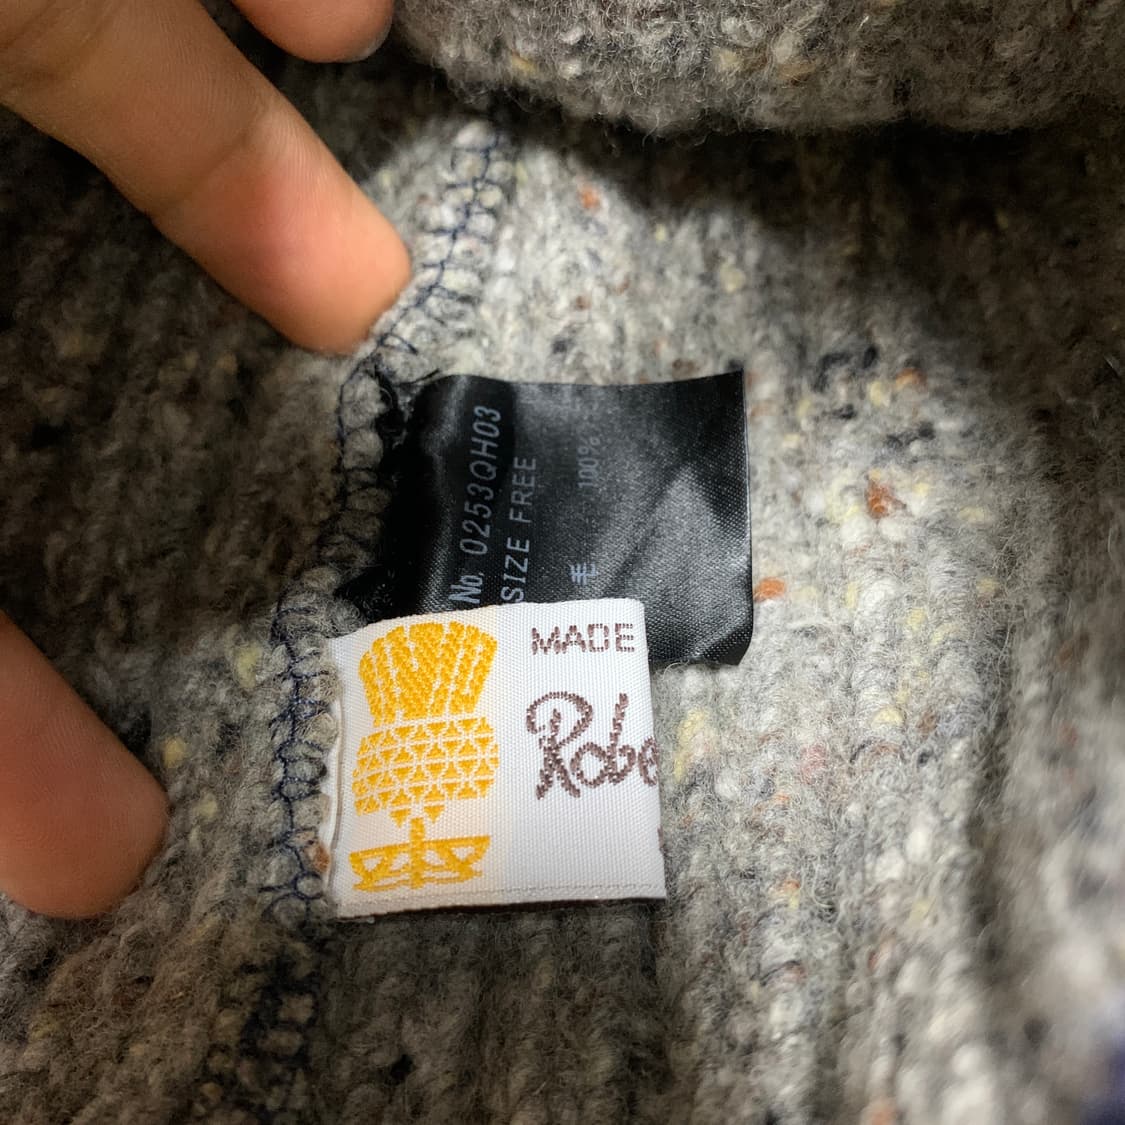 No. 0253QH03
SIZE FREE
毛 100%
MADE
Robe